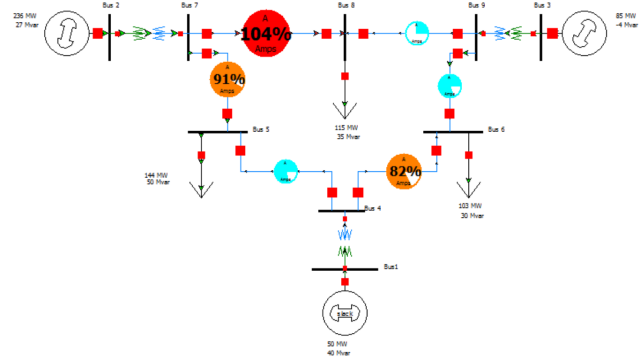 Bus 2
Bus 7
Bus 8
Bus 9
Bus 3
236 MW
27 Mvar
A
104%
Amps
A
Amps
85 MW
-4 Mvar
A
91%
Amps
A
Amps
115 MW
35 Mvar
Bus 5
Bus 6
144 MW
50 Mvar
A
Amps
A
82%
Amps
103 MW
30 Mvar
Bus 4
Bus1
slack
50 MW
40 Mvar